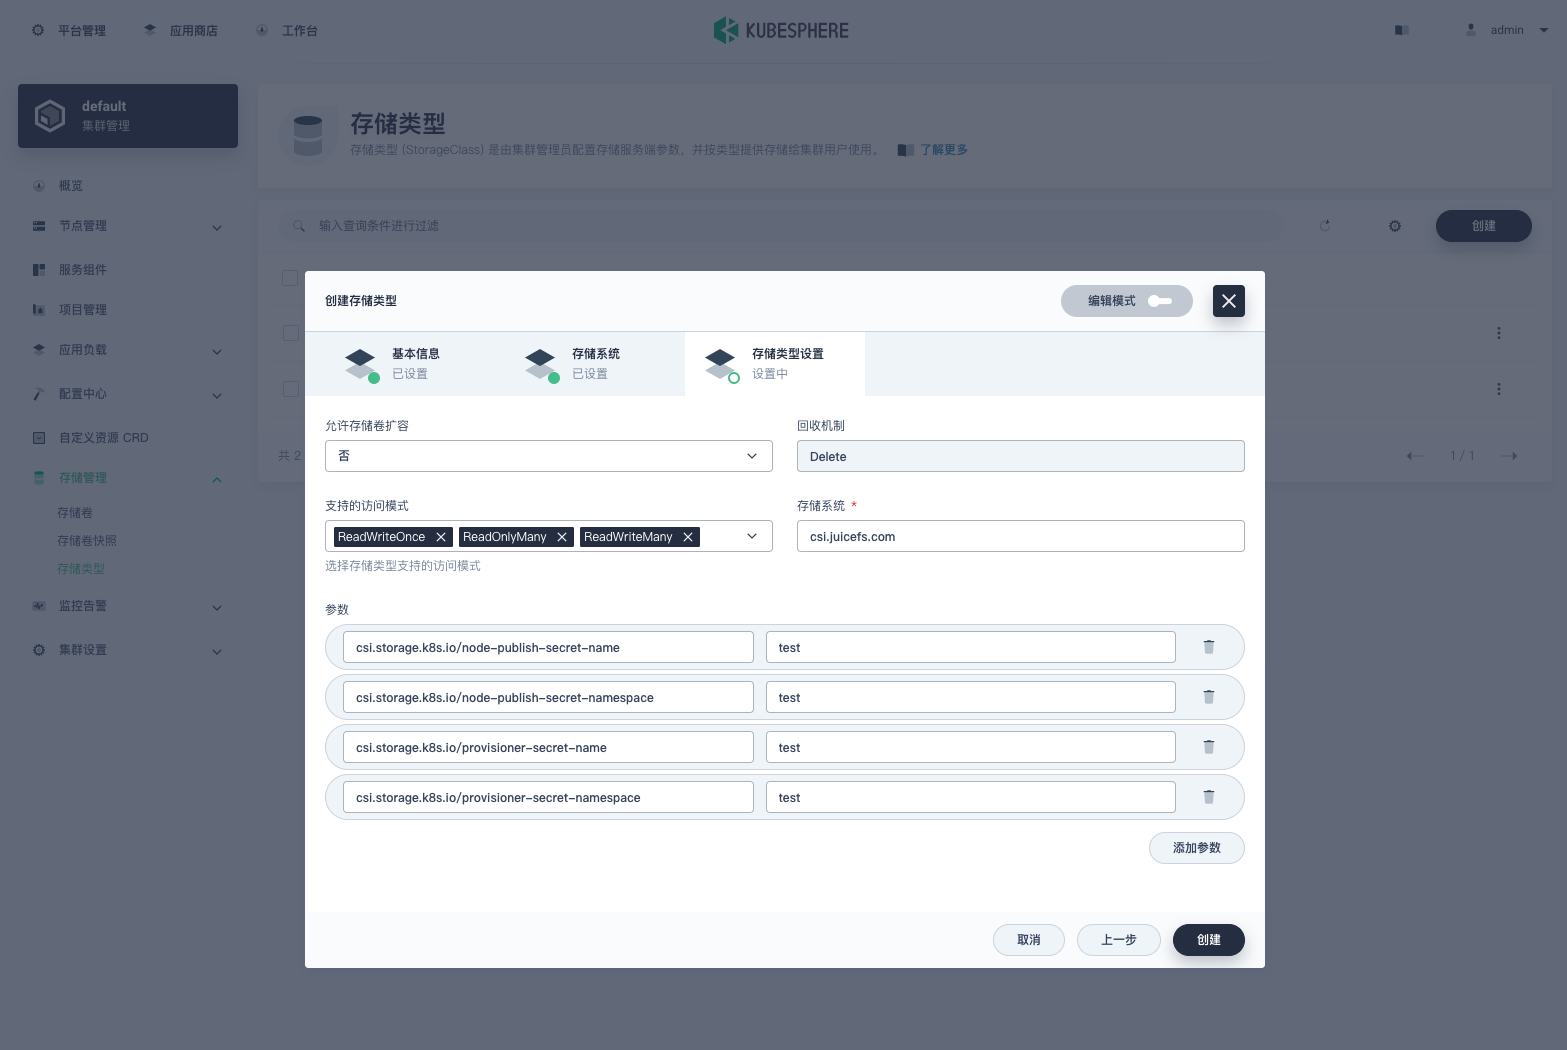 平台管理
应用商店
工作台
KUBESPHERE
admin
default
集群管理
存储类型
存储类型 (StorageClass) 是由集群管理员配置存储服务端参数，并按类型提供存储给集群用户使用。
了解更多
概览
节点管理
服务组件
项目管理
应用负载
配置中心
自定义资源 CRD
存储管理
存储卷
存储卷快照
存储类型
监控告警
集群设置
输入查询条件进行过滤
创建
共 2
1 / 1
创建存储类型
编辑模式
基本信息
已设置
存储系统
已设置
存储类型设置
设置中
允许存储卷扩容
否
回收机制
Delete
支持的访问模式
ReadWriteOnce
ReadOnlyMany
ReadWriteMany
选择存储类型支持的访问模式
存储系统 *
csi.juicefs.com
参数
csi.storage.k8s.io/node-publish-secret-name
test
csi.storage.k8s.io/node-publish-secret-namespace
test
csi.storage.k8s.io/provisioner-secret-name
test
csi.storage.k8s.io/provisioner-secret-namespace
test
添加参数
取消
上一步
创建